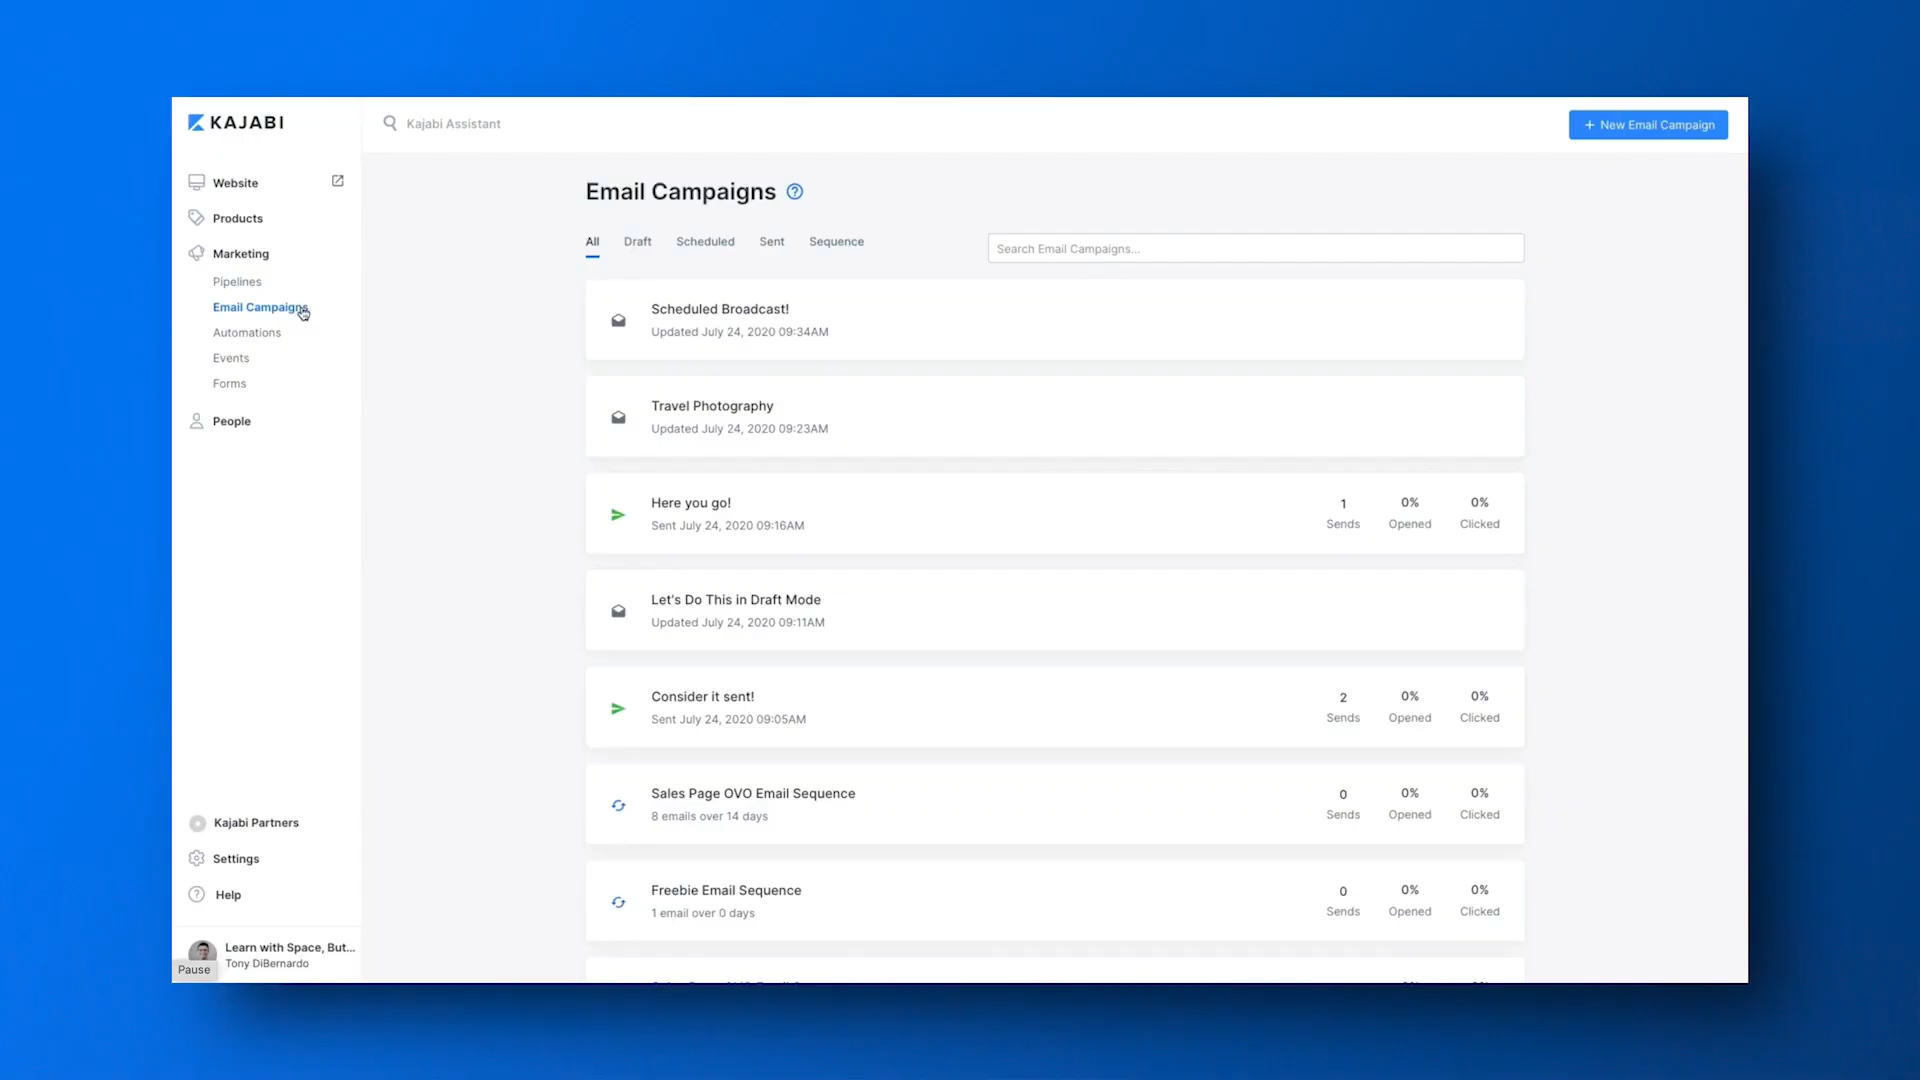 KAJABI
Kajabi Assistant
+ New Email Campaign
Website
Products
Marketing
Pipelines
Email Campaigns
Automations
Events
Forms
People
Kajabi Partners
Settings
? Help
Learn with Space, But...
Tony DiBernardo
Pause
Email Campaigns ?
All Draft Scheduled Sent Sequence
Search Email Campaigns...
Scheduled Broadcast!
Updated July 24, 2020 09:34AM
Travel Photography
Updated July 24, 2020 09:23AM
Here you go!
Sent July 24, 2020 09:16AM
1 0% 0%
Sends Opened Clicked
Let's Do This in Draft Mode
Updated July 24, 2020 09:11AM
Consider it sent!
Sent July 24, 2020 09:05AM
2 0% 0%
Sends Opened Clicked
Sales Page OVO Email Sequence
8 emails over 14 days
0 0% 0%
Sends Opened Clicked
Freebie Email Sequence
1 email over 0 days
0 0% 0%
Sends Opened Clicked